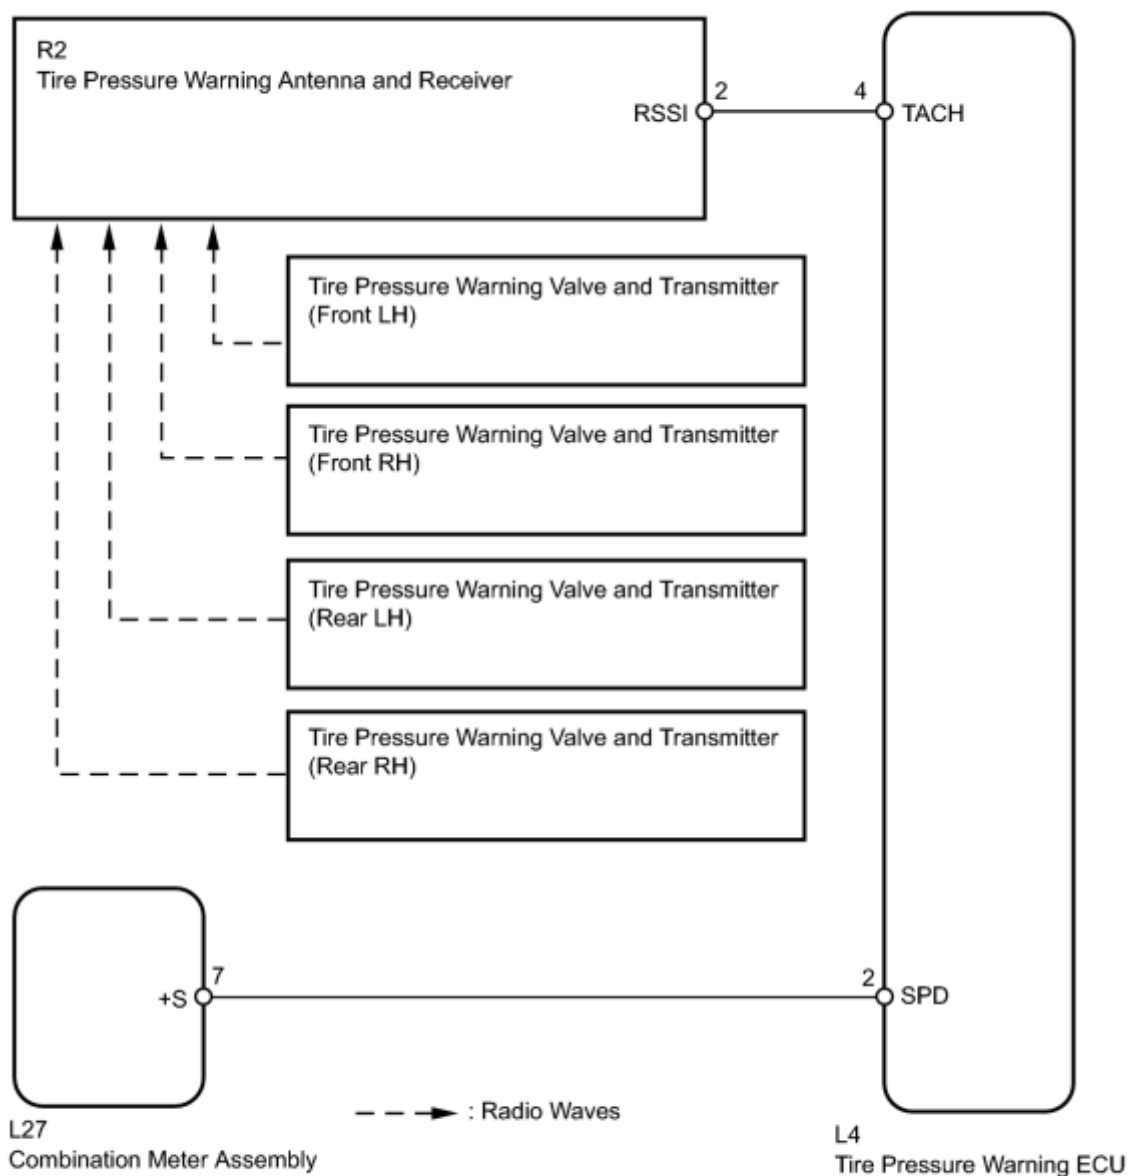 R2
Tire Pressure Warning Antenna and Receiver
RSSI
2
4
TACH
Tire Pressure Warning Valve and Transmitter
(Front LH)
Tire Pressure Warning Valve and Transmitter
(Front RH)
Tire Pressure Warning Valve and Transmitter
(Rear LH)
Tire Pressure Warning Valve and Transmitter
(Rear RH)
+S
7
2
SPD
: Radio Waves
L27
Combination Meter Assembly
L4
Tire Pressure Warning ECU